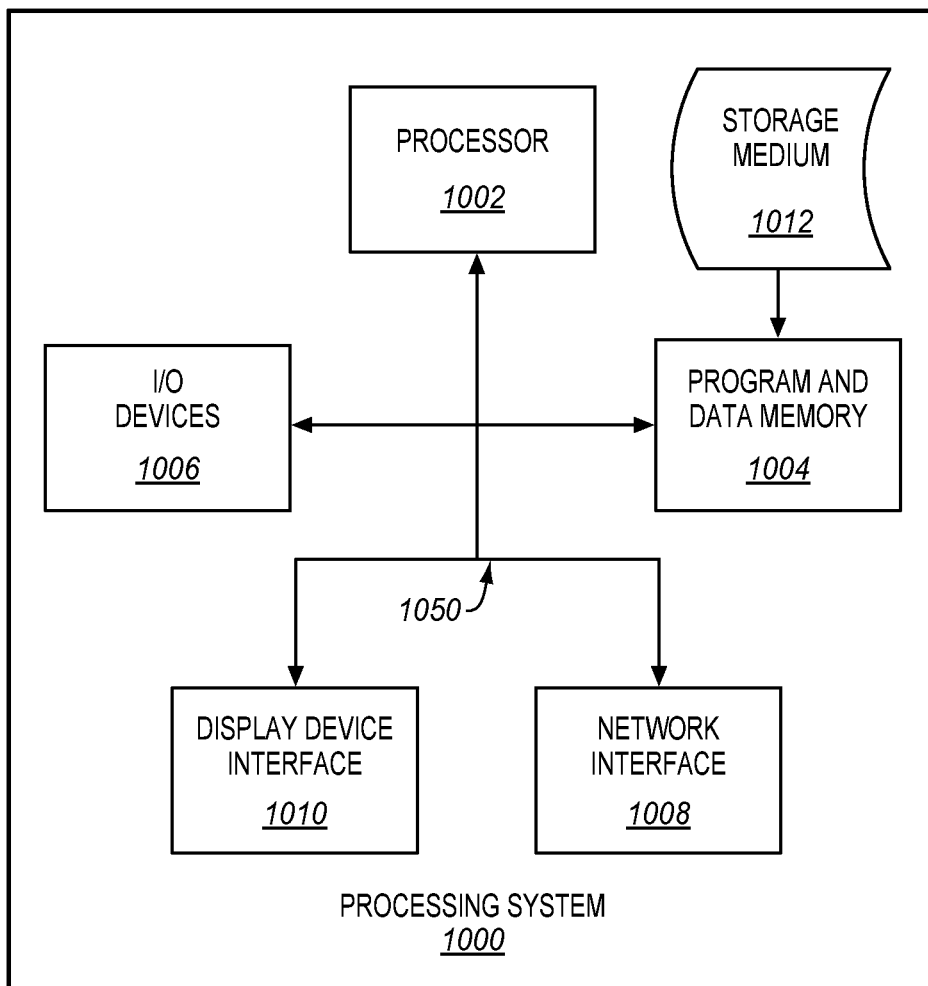 PROCESSOR
1002
STORAGE
MEDIUM
1012
I/O
DEVICES
1006
PROGRAM AND
DATA MEMORY
1004
1050
DISPLAY DEVICE
INTERFACE
1010
NETWORK
INTERFACE
1008
PROCESSING SYSTEM
1000